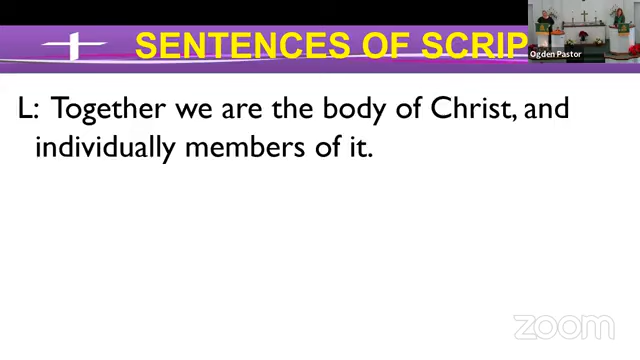 SENTENCES OF SCRIP
Ogden Pastor
L: Together we are the body of Christ, and
individually members of it.
zoom